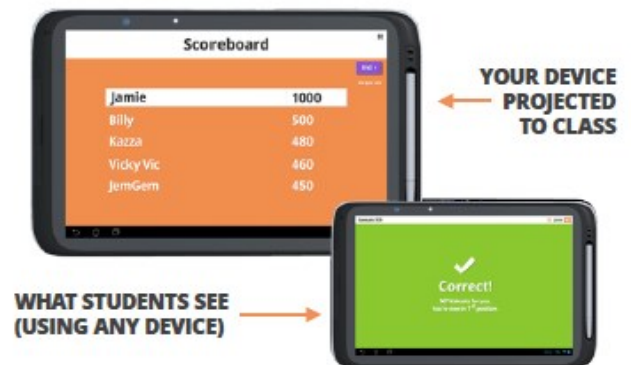 Scoreboard
Jamie 1000
Billy 500
Kazza 480
Vicky Vic 460
JemGem 450
YOUR DEVICE
PROJECTED
TO CLASS
Correct!
WHAT STUDENTS SEE
(USING ANY DEVICE)